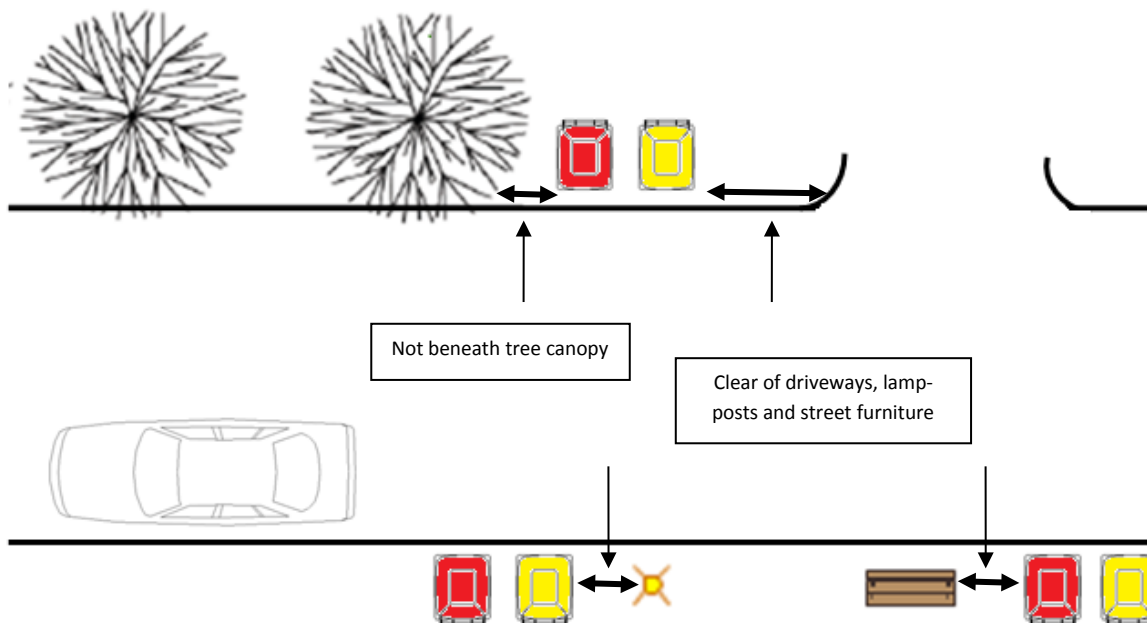 Not beneath tree canopy
Clear of driveways, lamp-
posts and street furniture